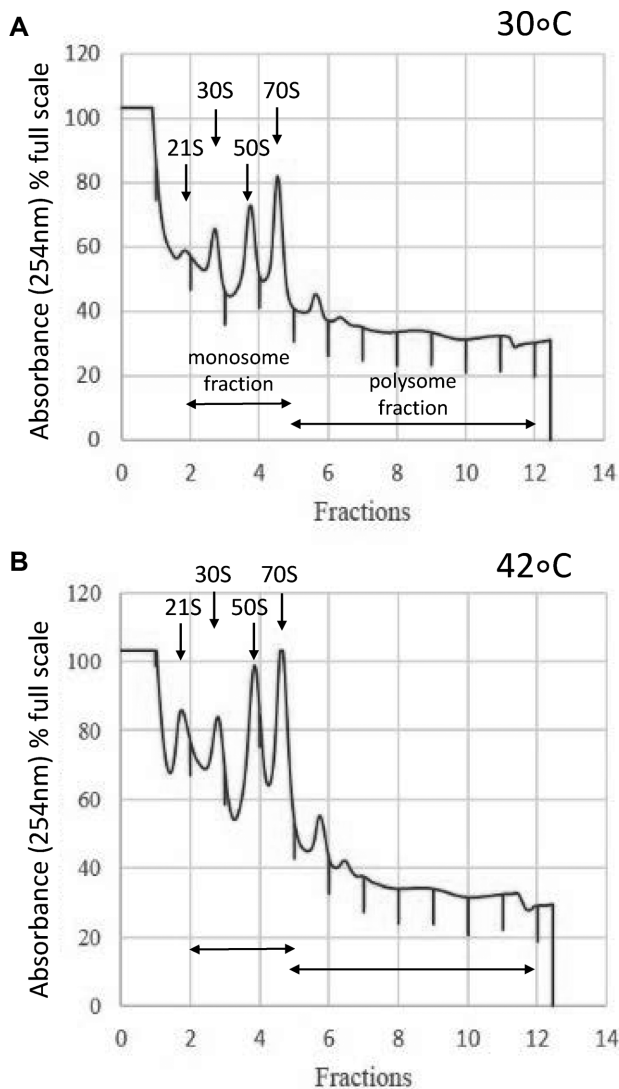 A
30∘C
Absorbance (254nm) % full scale
120
100
80
60
40
20
0
30S
70S
21S
50S
monosome
fraction
polysome
fraction
0 2 4 6 8 10 12 14
Fractions
B
42∘C
Absorbance (254nm) % full scale
120
100
80
60
40
20
0
30S
70S
21S
50S
0 2 4 6 8 10 12 14
Fractions